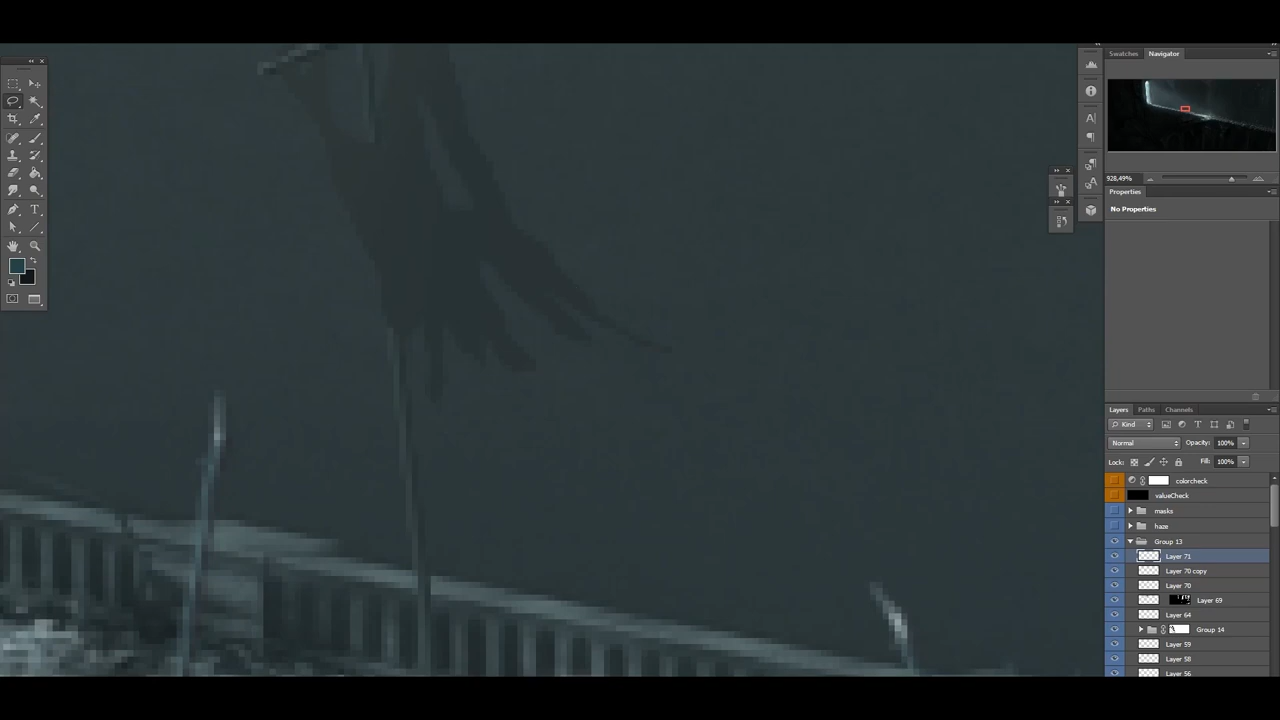 Swatches Navigator
928,49%
Properties
No Properties
Layers Paths Channels
Kind
Normal Opacity: 100%
Lock: Fill: 100%
colorcheck
valueCheck
masks
haze
Group 13
Layer 71
Layer 70 copy
Layer 70
Layer 69
Layer 64
Group 14
Layer 59
Layer 58
Layer 56